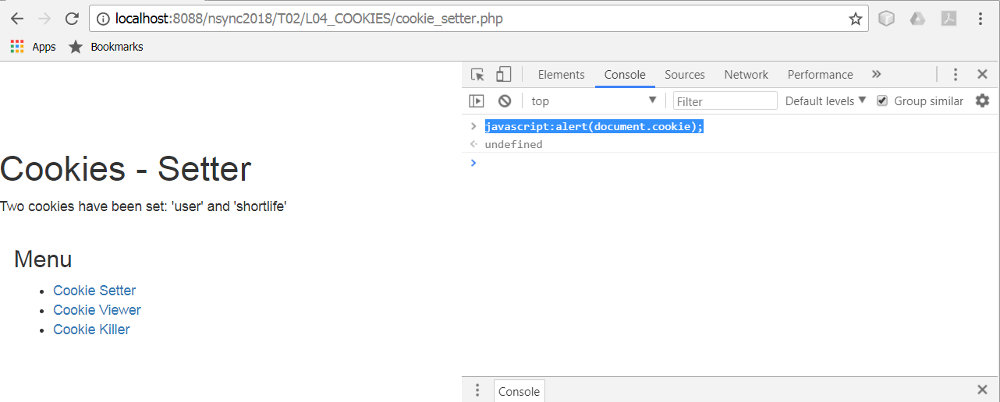 localhost:8088/nsync2018/T02/L04_COOKIES/cookie_setter.php
Apps Bookmarks
Elements Console Sources Network Performance »
top Filter Default levels Group similar
> javascript:alert(document.cookie);
undefined
>
Cookies - Setter
Two cookies have been set: 'user' and 'shortlife'
Menu
• Cookie Setter
• Cookie Viewer
• Cookie Killer
Console